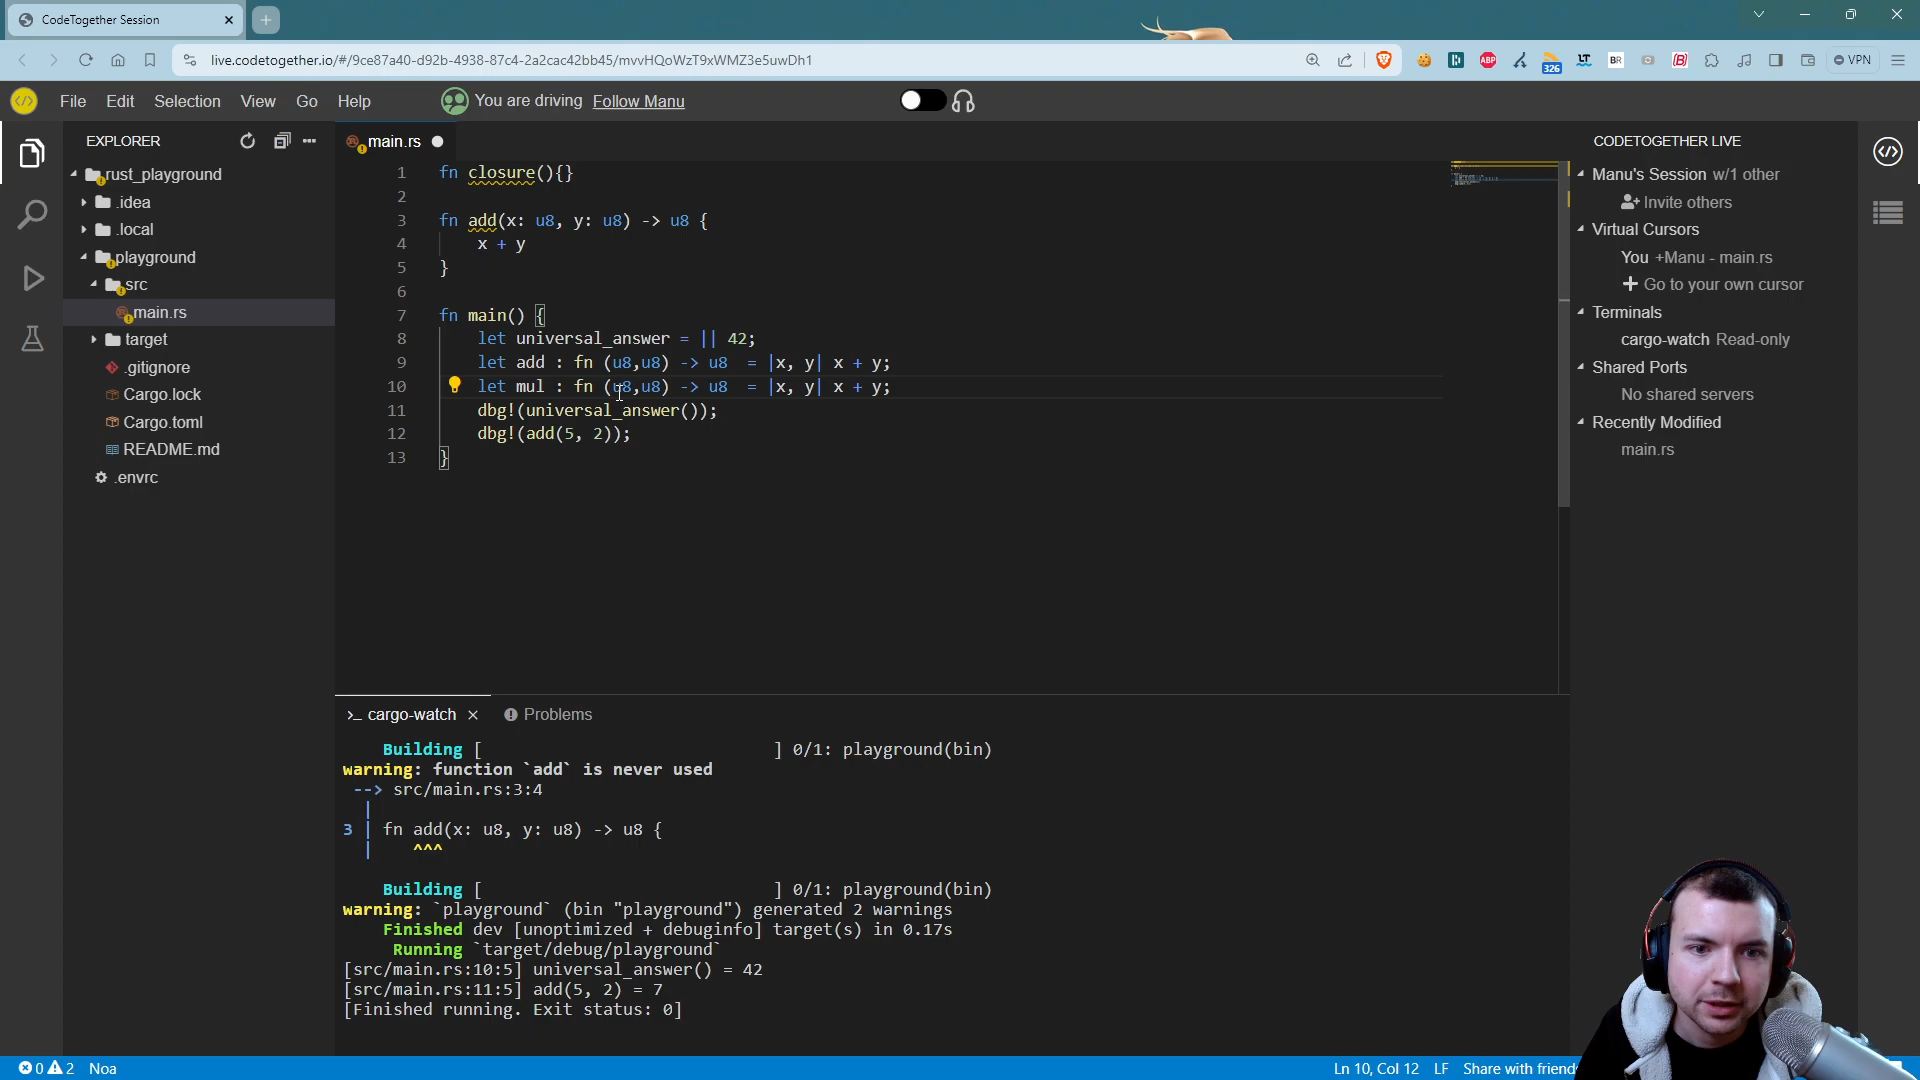 CodeTogether Session
live.codetogether.io/#/9ce87a40-d92b-4938-87c4-2a2cac42bb45/mvvHQoWzT9xWMZ3e5uwDh1
ABP
326
LT
BR
VPN
File Edit Selection View Go Help
You are driving Follow Manu
EXPLORER
rust_playground
.idea
.local
playground
src
main.rs
target
.gitignore
Cargo.lock
Cargo.toml
README.md
.envrc
main.rs
1 fn closure(){}
2
3 fn add(x: u8, y: u8) -> u8 {
4 x + y
5 }
6
7 fn main() {
8 let universal_answer = || 42;
9 let add : fn (u8,u8) -> u8  = |x, y| x + y;
10 let mul : fn (u8,u8) -> u8  = |x, y| x + y;
11 dbg!(universal_answer());
12 dbg!(add(5, 2));
13 }
CODETOGETHER LIVE
Manu's Session w/1 other
Invite others
Virtual Cursors
You +Manu - main.rs
Go to your own cursor
Terminals
cargo-watch Read-only
Shared Ports
No shared servers
Recently Modified
main.rs
cargo-watch
Problems
Building [ ] 0/1: playground(bin)
warning: function `add` is never used
--> src/main.rs:3:4
|
3 | fn add(x: u8, y: u8) -> u8 {
| ^^^
Building [ ] 0/1: playground(bin)
warning: `playground` (bin "playground") generated 2 warnings
Finished dev [unoptimized + debuginfo] target(s) in 0.17s
Running `target/debug/playground`
[src/main.rs:10:5] universal_answer() = 42
[src/main.rs:11:5] add(5, 2) = 7
[Finished running. Exit status: 0]
0 2 Noa
Ln 10, Col 12 LF Share with friend